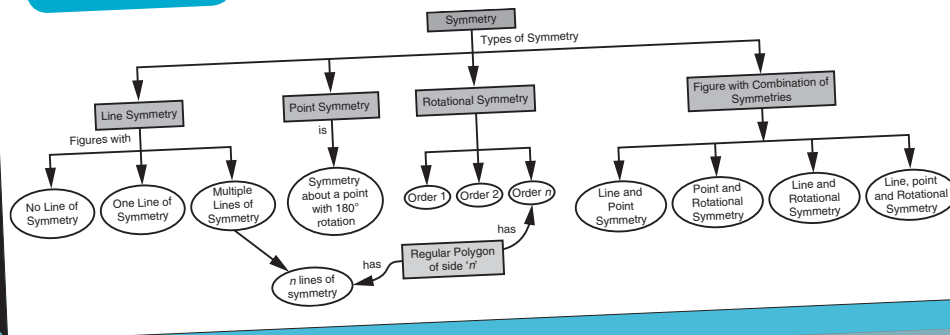 Symmetry
Types of Symmetry
Line Symmetry
Point Symmetry
Rotational Symmetry
Figure with Combination of
Symmetries
Figures with
is
No Line of
Symmetry
One Line of
Symmetry
Multiple
Lines of
Symmetry
Symmetry
about a point
with 180°
rotation
Order 1
Order 2
Order n
Line and
Point
Symmetry
Point and
Rotational
Symmetry
Line and
Rotational
Symmetry
Line, point
and Rotational
Symmetry
has
has
Regular Polygon
of side 'n'
n lines of
symmetry